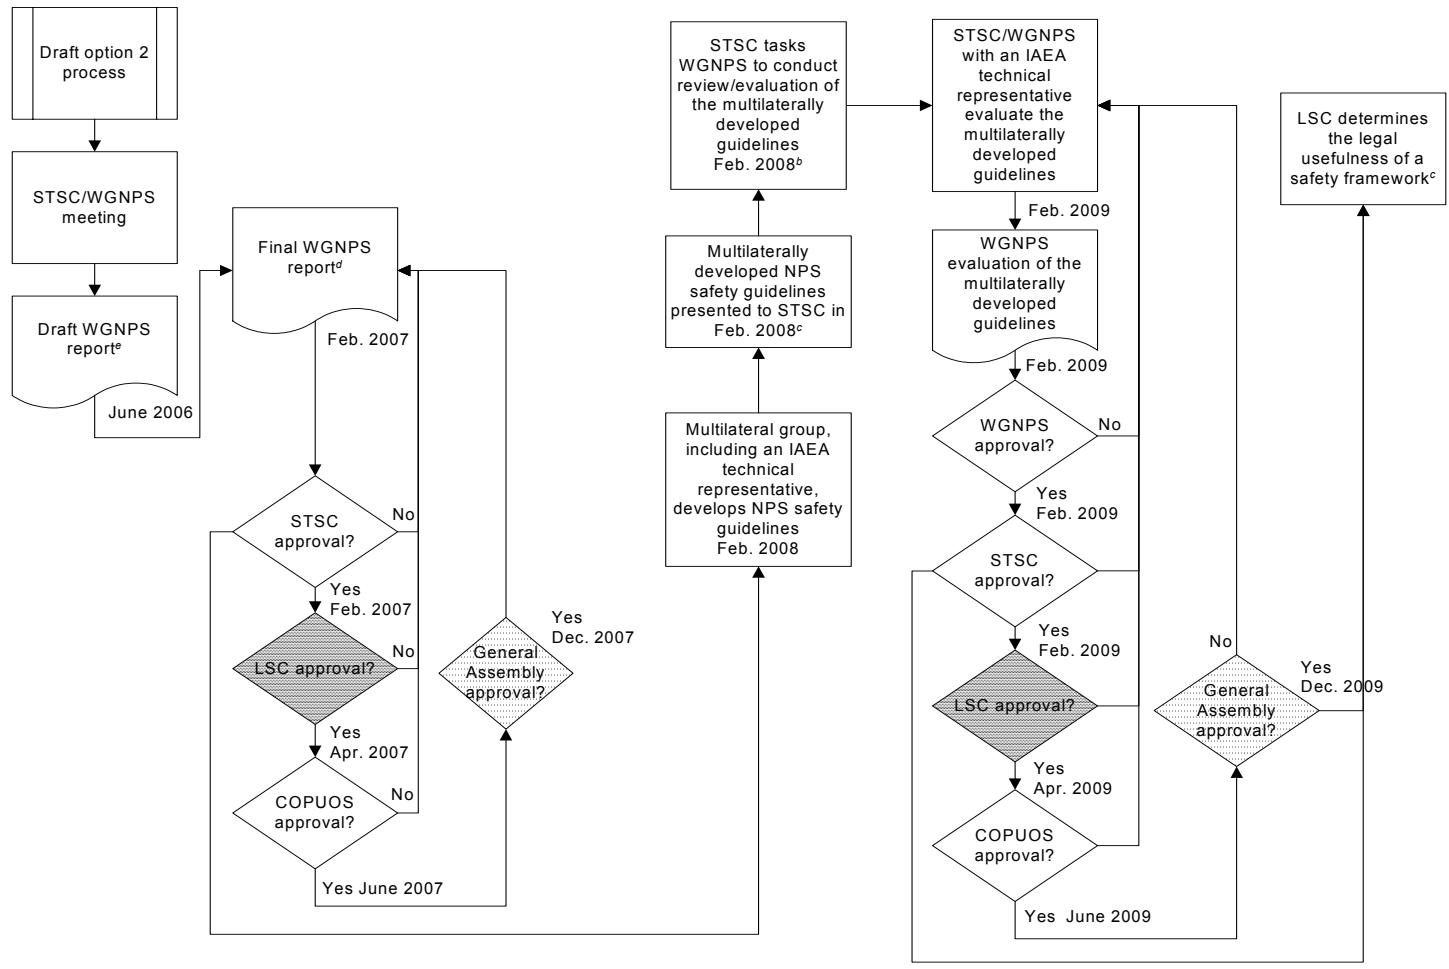 Draft option 2
process
STSC/WGNPS
meeting
Draft WGNPS
report^e
June 2006
Final WGNPS
report^d
Feb. 2007
STSC
approval?
No
Yes
Feb. 2007
LSC approval?
No
Yes
Apr. 2007
COPUOS
approval?
No
Yes June 2007
General
Assembly
approval?
Yes
Dec. 2007
Multilateral group,
including an IAEA
technical
representative,
develops NPS safety
guidelines
Feb. 2008
Multilaterally
developed NPS
safety guidelines
presented to STSC in
Feb. 2008^c
STSC tasks
WGNPS to conduct
review/evaluation of
the multilaterally
developed
guidelines
Feb. 2008^b
STSC/WGNPS
with an IAEA
technical
representative
evaluate the
multilaterally
developed
guidelines
Feb. 2009
WGNPS
evaluation of the
multilaterally
developed
guidelines
Feb. 2009
WGNPS
approval?
No
Yes
Feb. 2009
STSC
approval?
Yes
Feb. 2009
LSC approval?
Yes
Apr. 2009
COPUOS
approval?
Yes June 2009
No
General
Assembly
approval?
Yes
Dec. 2009
LSC determines
the legal
usefulness of a
safety framework^c